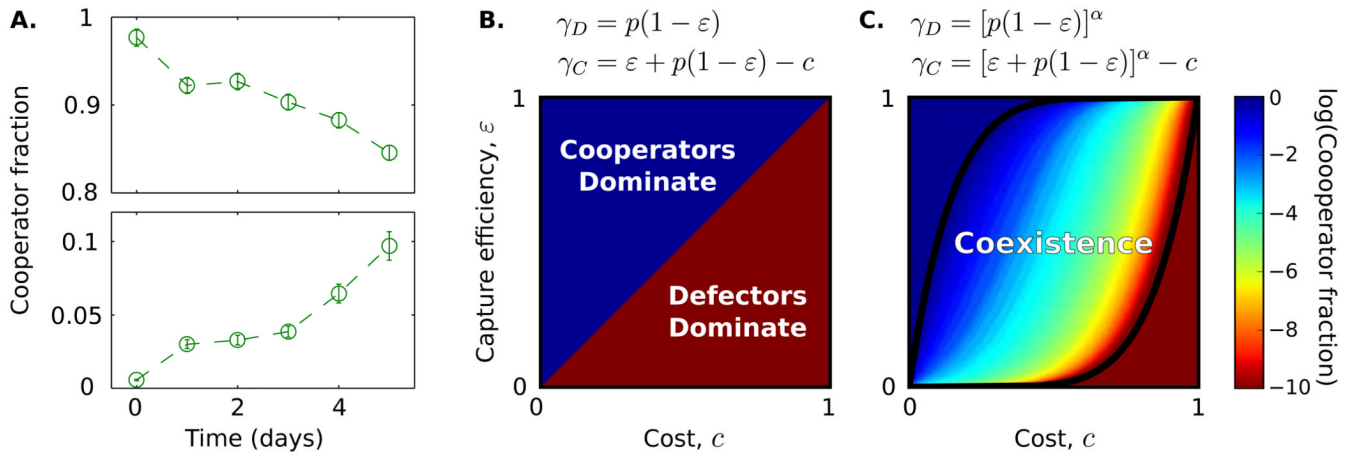 A.
Cooperator fraction
1
0.9
0.8
0.1
0.05
0
0
2
4
Time (days)
B.
γ_D = p(1 − ε)
γ_C = ε + p(1 − ε) − c
Capture efficiency, ε
1
0
Cooperators
Dominate
Defectors
Dominate
0
1
Cost, c
C.
γ_D = [p(1 − ε)]^α
γ_C = [ε + p(1 − ε)]^α − c
1
0
Coexistence
0
1
Cost, c
0
−2
−4
−6
−8
−10
log(Coooperator fraction)